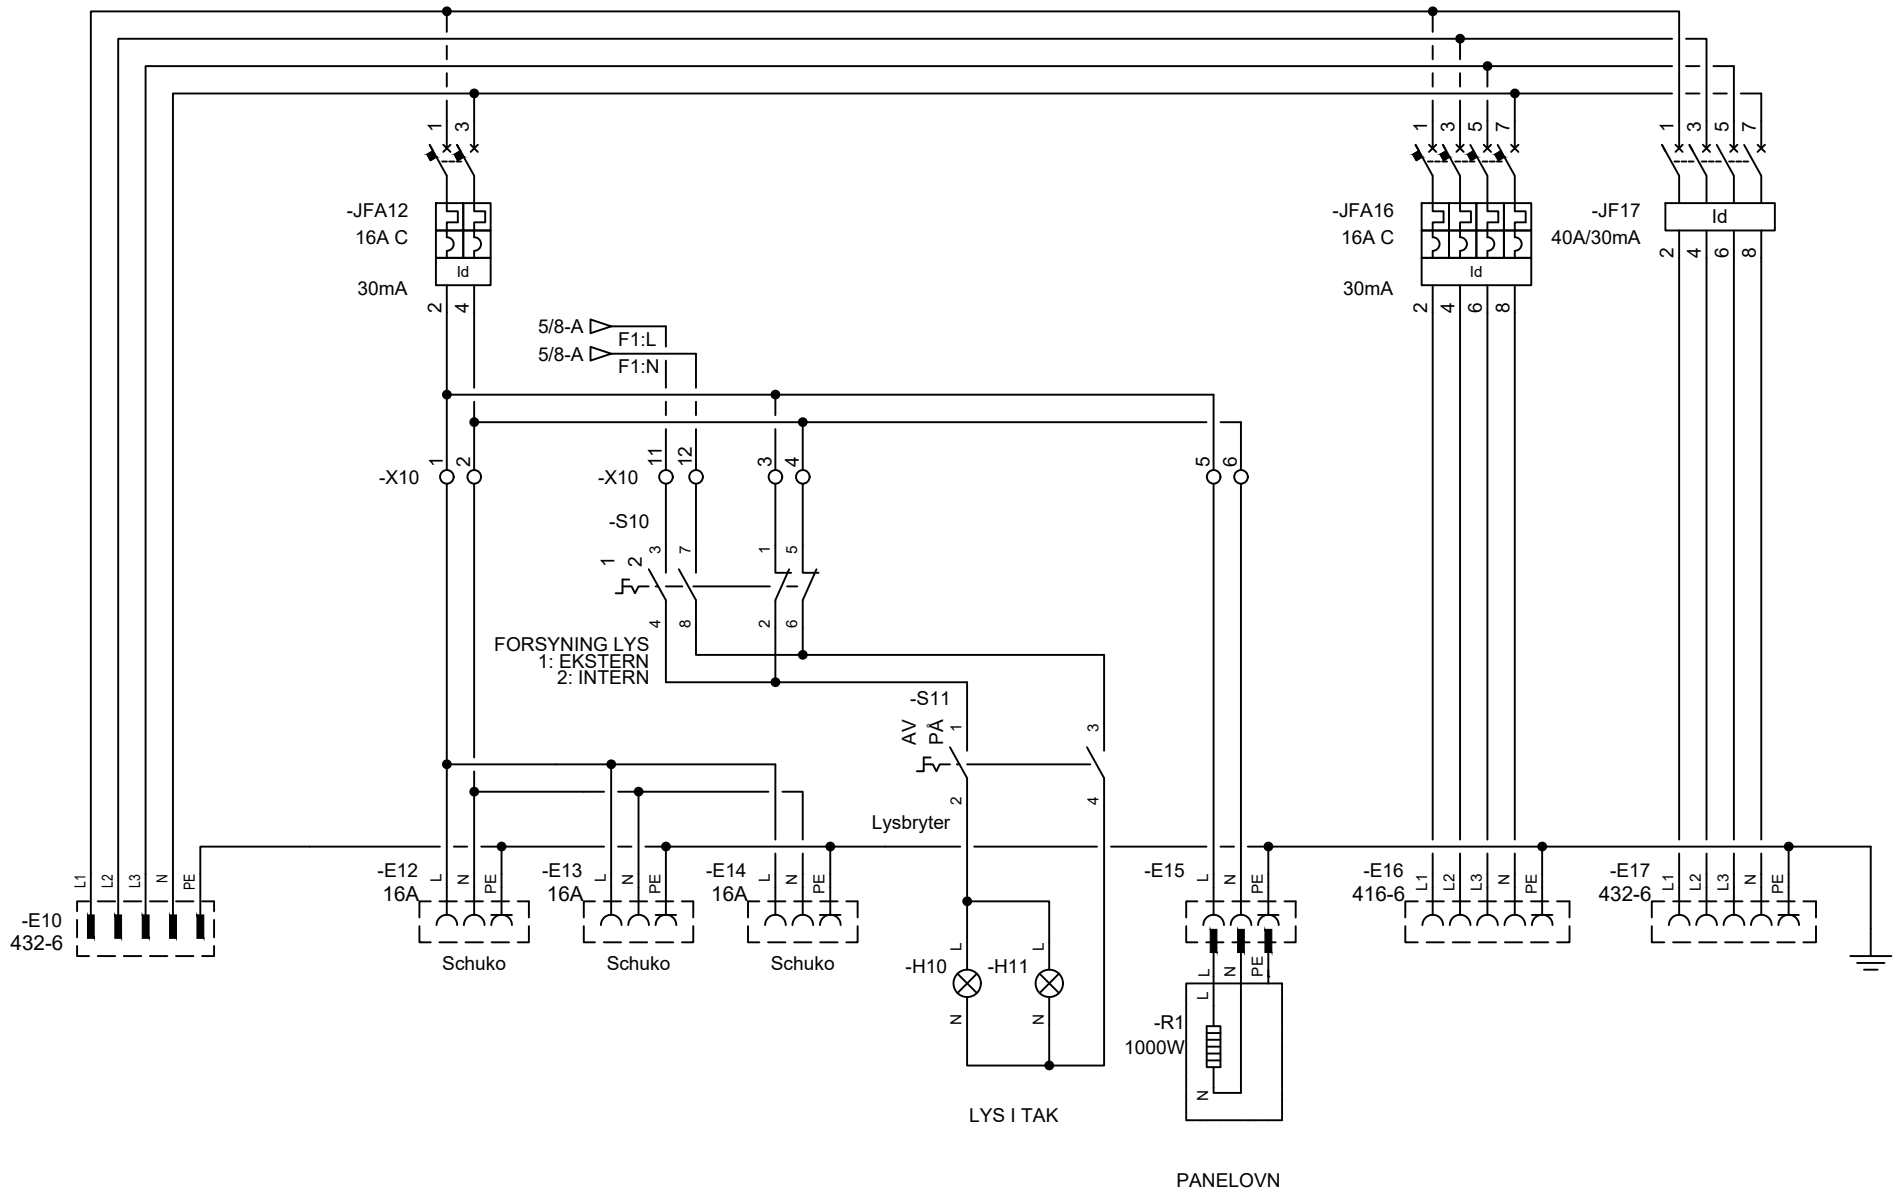 1 3
1 3 5 7
1 3 5 7
-JFA12
16A C
Id
30mA
2 4
-JFA16
16A C
Id
30mA
2 4 6 8
-JF17
40A/30mA
Id
2 4 6 8
5/8-A
F1:L
5/8-A
F1:N
-X10
1 2
-X10
11 12
3 4
5 6
-S10
1 2
3 7
1 5
4 8
2 6
FORSYNING LYS
1: EKSTERN
2: INTERN
-S11
AV PÅ
1
3
2
4
Lysbryter
L1 L2 L3 N PE
-E10
432-6
-E12
16A
L N PE
Schuko
-E13
16A
L N PE
Schuko
-E14
16A
L N PE
Schuko
-H10
L
N
-H11
L
N
LYS I TAK
-E15
L N PE
L N PE
L
-R1
1000W
N
PANELOVN
-E16
416-6
L1 L2 L3 N PE
-E17
432-6
L1 L2 L3 N PE